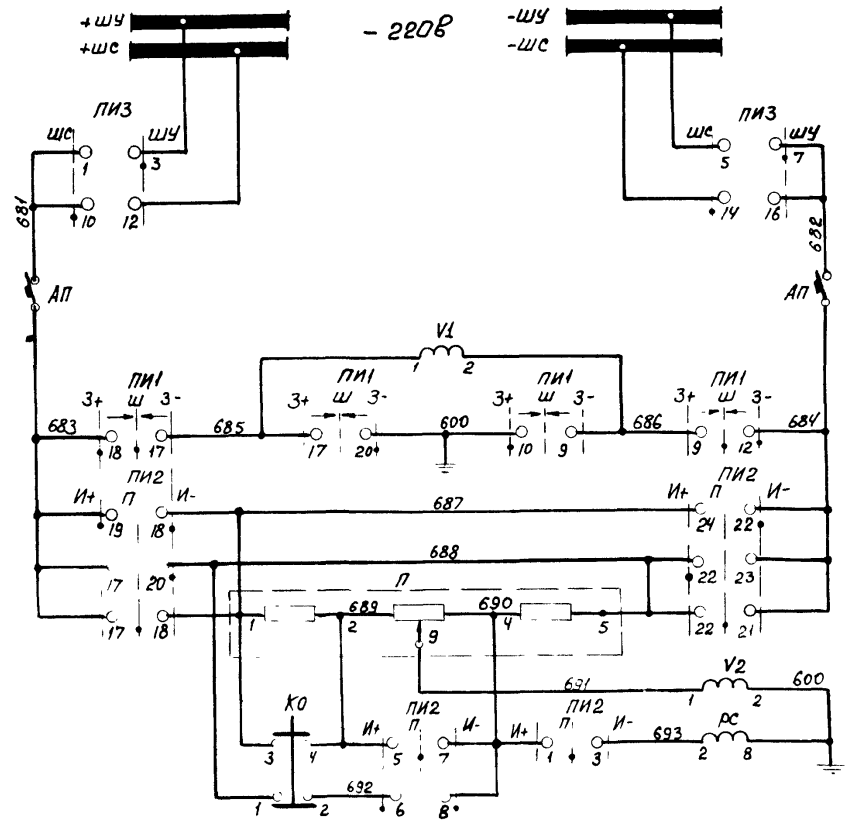 +ШУ - 220В -ШУ
+ШС -ШС
ПИЗ ПИЗ
ШС ШУ ШС ШУ
1 3 5 7
10 12 14 16
681 682
АП АП
V1
1 2
ПИ1 ПИ1 ПИ1 ПИ1
З+ Ш З- З+ Ш З- З+ Ш З- З+ Ш З-
683 685 600 686 684
18 17 17 20 10 9 9 12
ПИ2 ПИ2
И+ П И- И+ П И-
687
19 18 24 22
688
17 20 22 23
П
689 690
17 18 1 2 9 4 5 22 21
V2
691 1 2 600
КО ПИ2 ПИ2 РС
И+ П И- И+ П И-
3 4 5 7 1 3 693 2 8
1 2 692 6 8